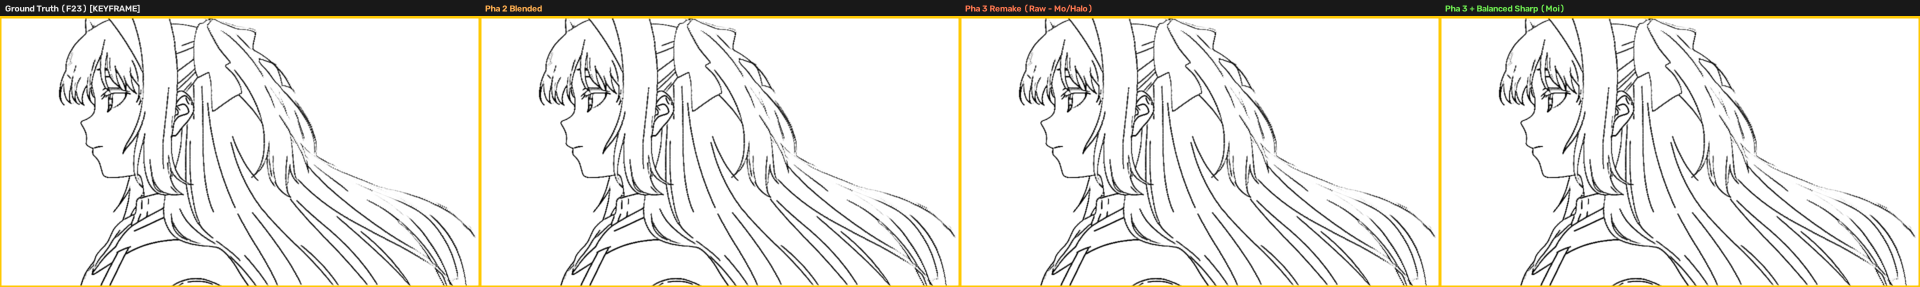 Ground Truth (F23) [KEYFRAME]
Pha 2 Blended
Pha 3 Remake (Raw - Mo/Halo)
Pha 3 + Balanced Sharp (Moi)